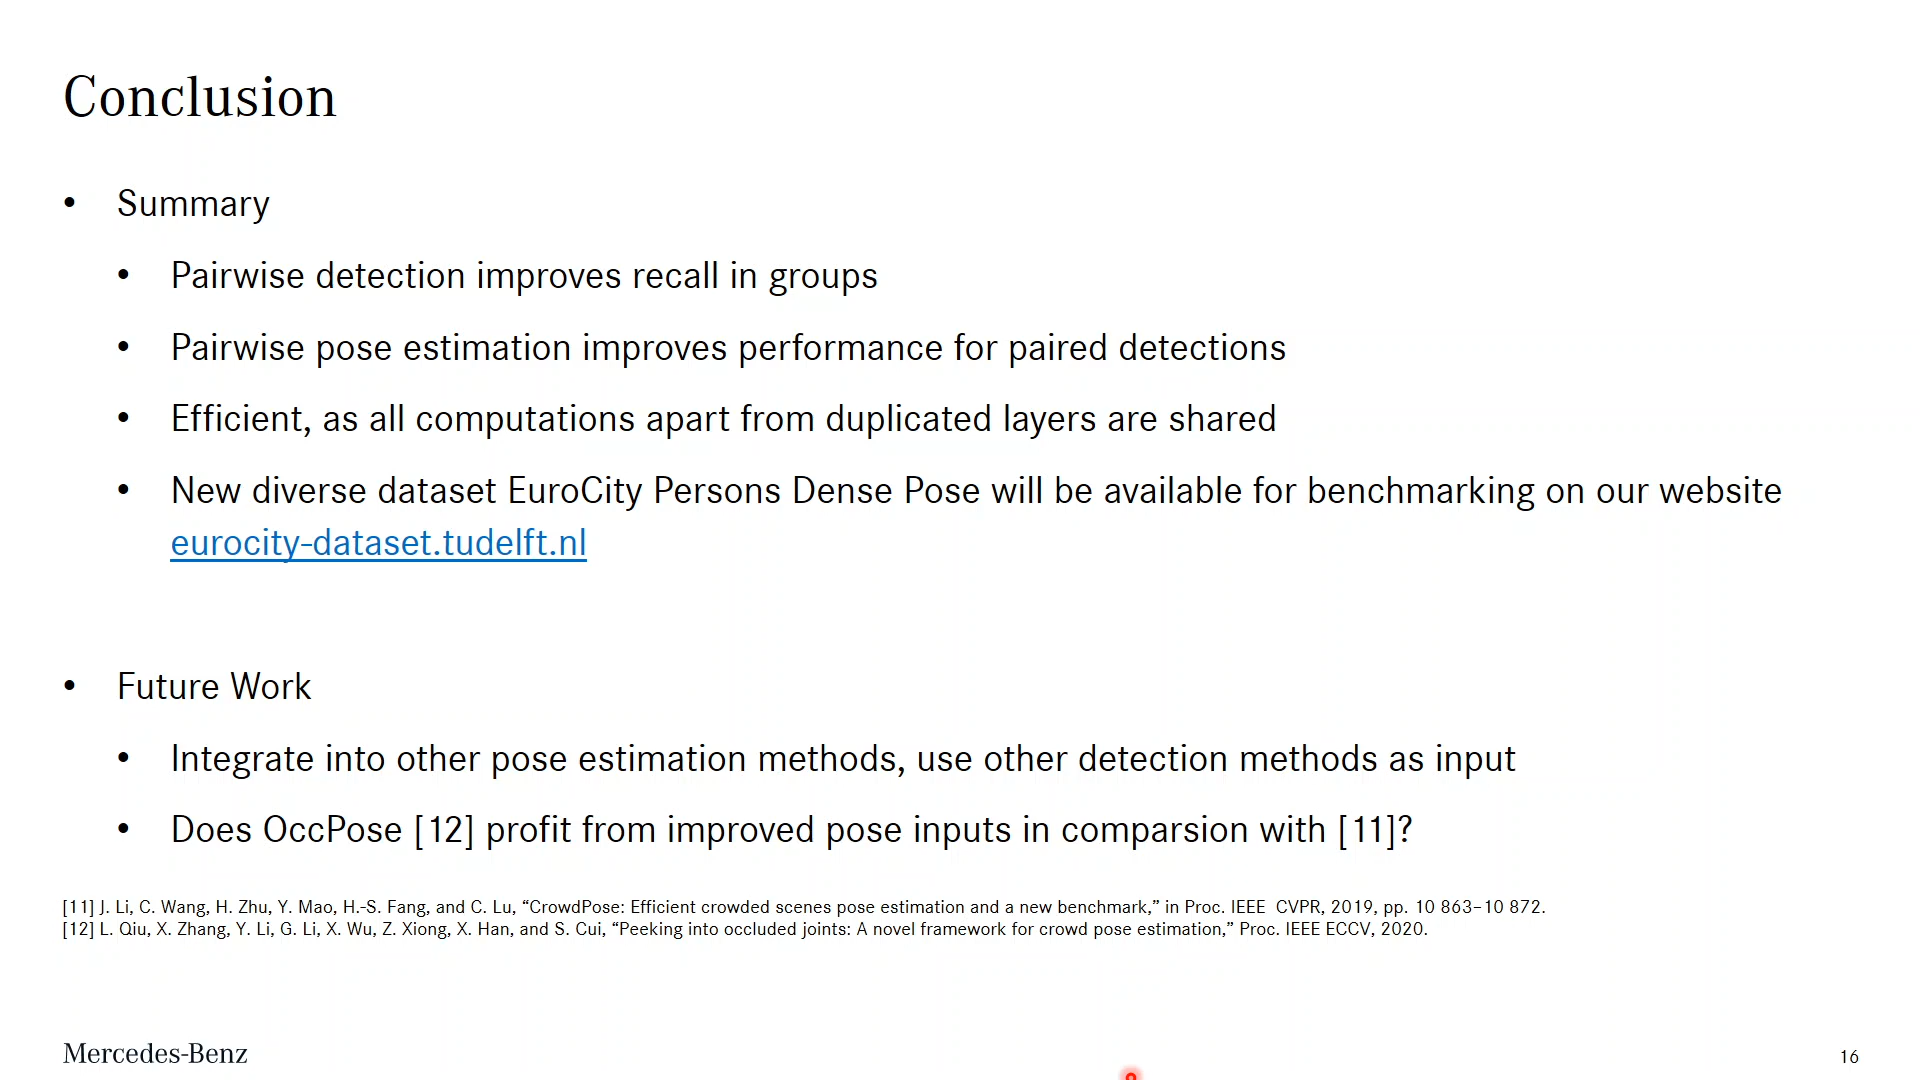 Conclusion
• Summary
• Pairwise detection improves recall in groups
• Pairwise pose estimation improves performance for paired detections
• Efficient, as all computations apart from duplicated layers are shared
• New diverse dataset EuroCity Persons Dense Pose will be available for benchmarking on our website
eurocity-dataset.tudelft.nl
• Future Work
• Integrate into other pose estimation methods, use other detection methods as input
• Does OccPose [12] profit from improved pose inputs in comparsion with [11]?
[11] J. Li, C. Wang, H. Zhu, Y. Mao, H.-S. Fang, and C. Lu, “CrowdPose: Efficient crowded scenes pose estimation and a new benchmark,” in Proc. IEEE CVPR, 2019, pp. 10 863–10 872.
[12] L. Qiu, X. Zhang, Y. Li, G. Li, X. Wu, Z. Xiong, X. Han, and S. Cui, “Peeking into occluded joints: A novel framework for crowd pose estimation,” Proc. IEEE ECCV, 2020.
Mercedes-Benz
16